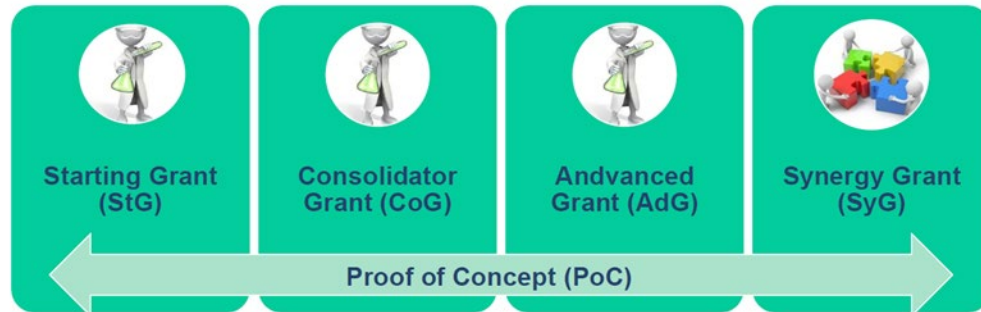 Starting Grant
(StG)
Consolidator
Grant (CoG)
Andvanced
Grant (AdG)
Synergy Grant
(SyG)
Proof of Concept (PoC)